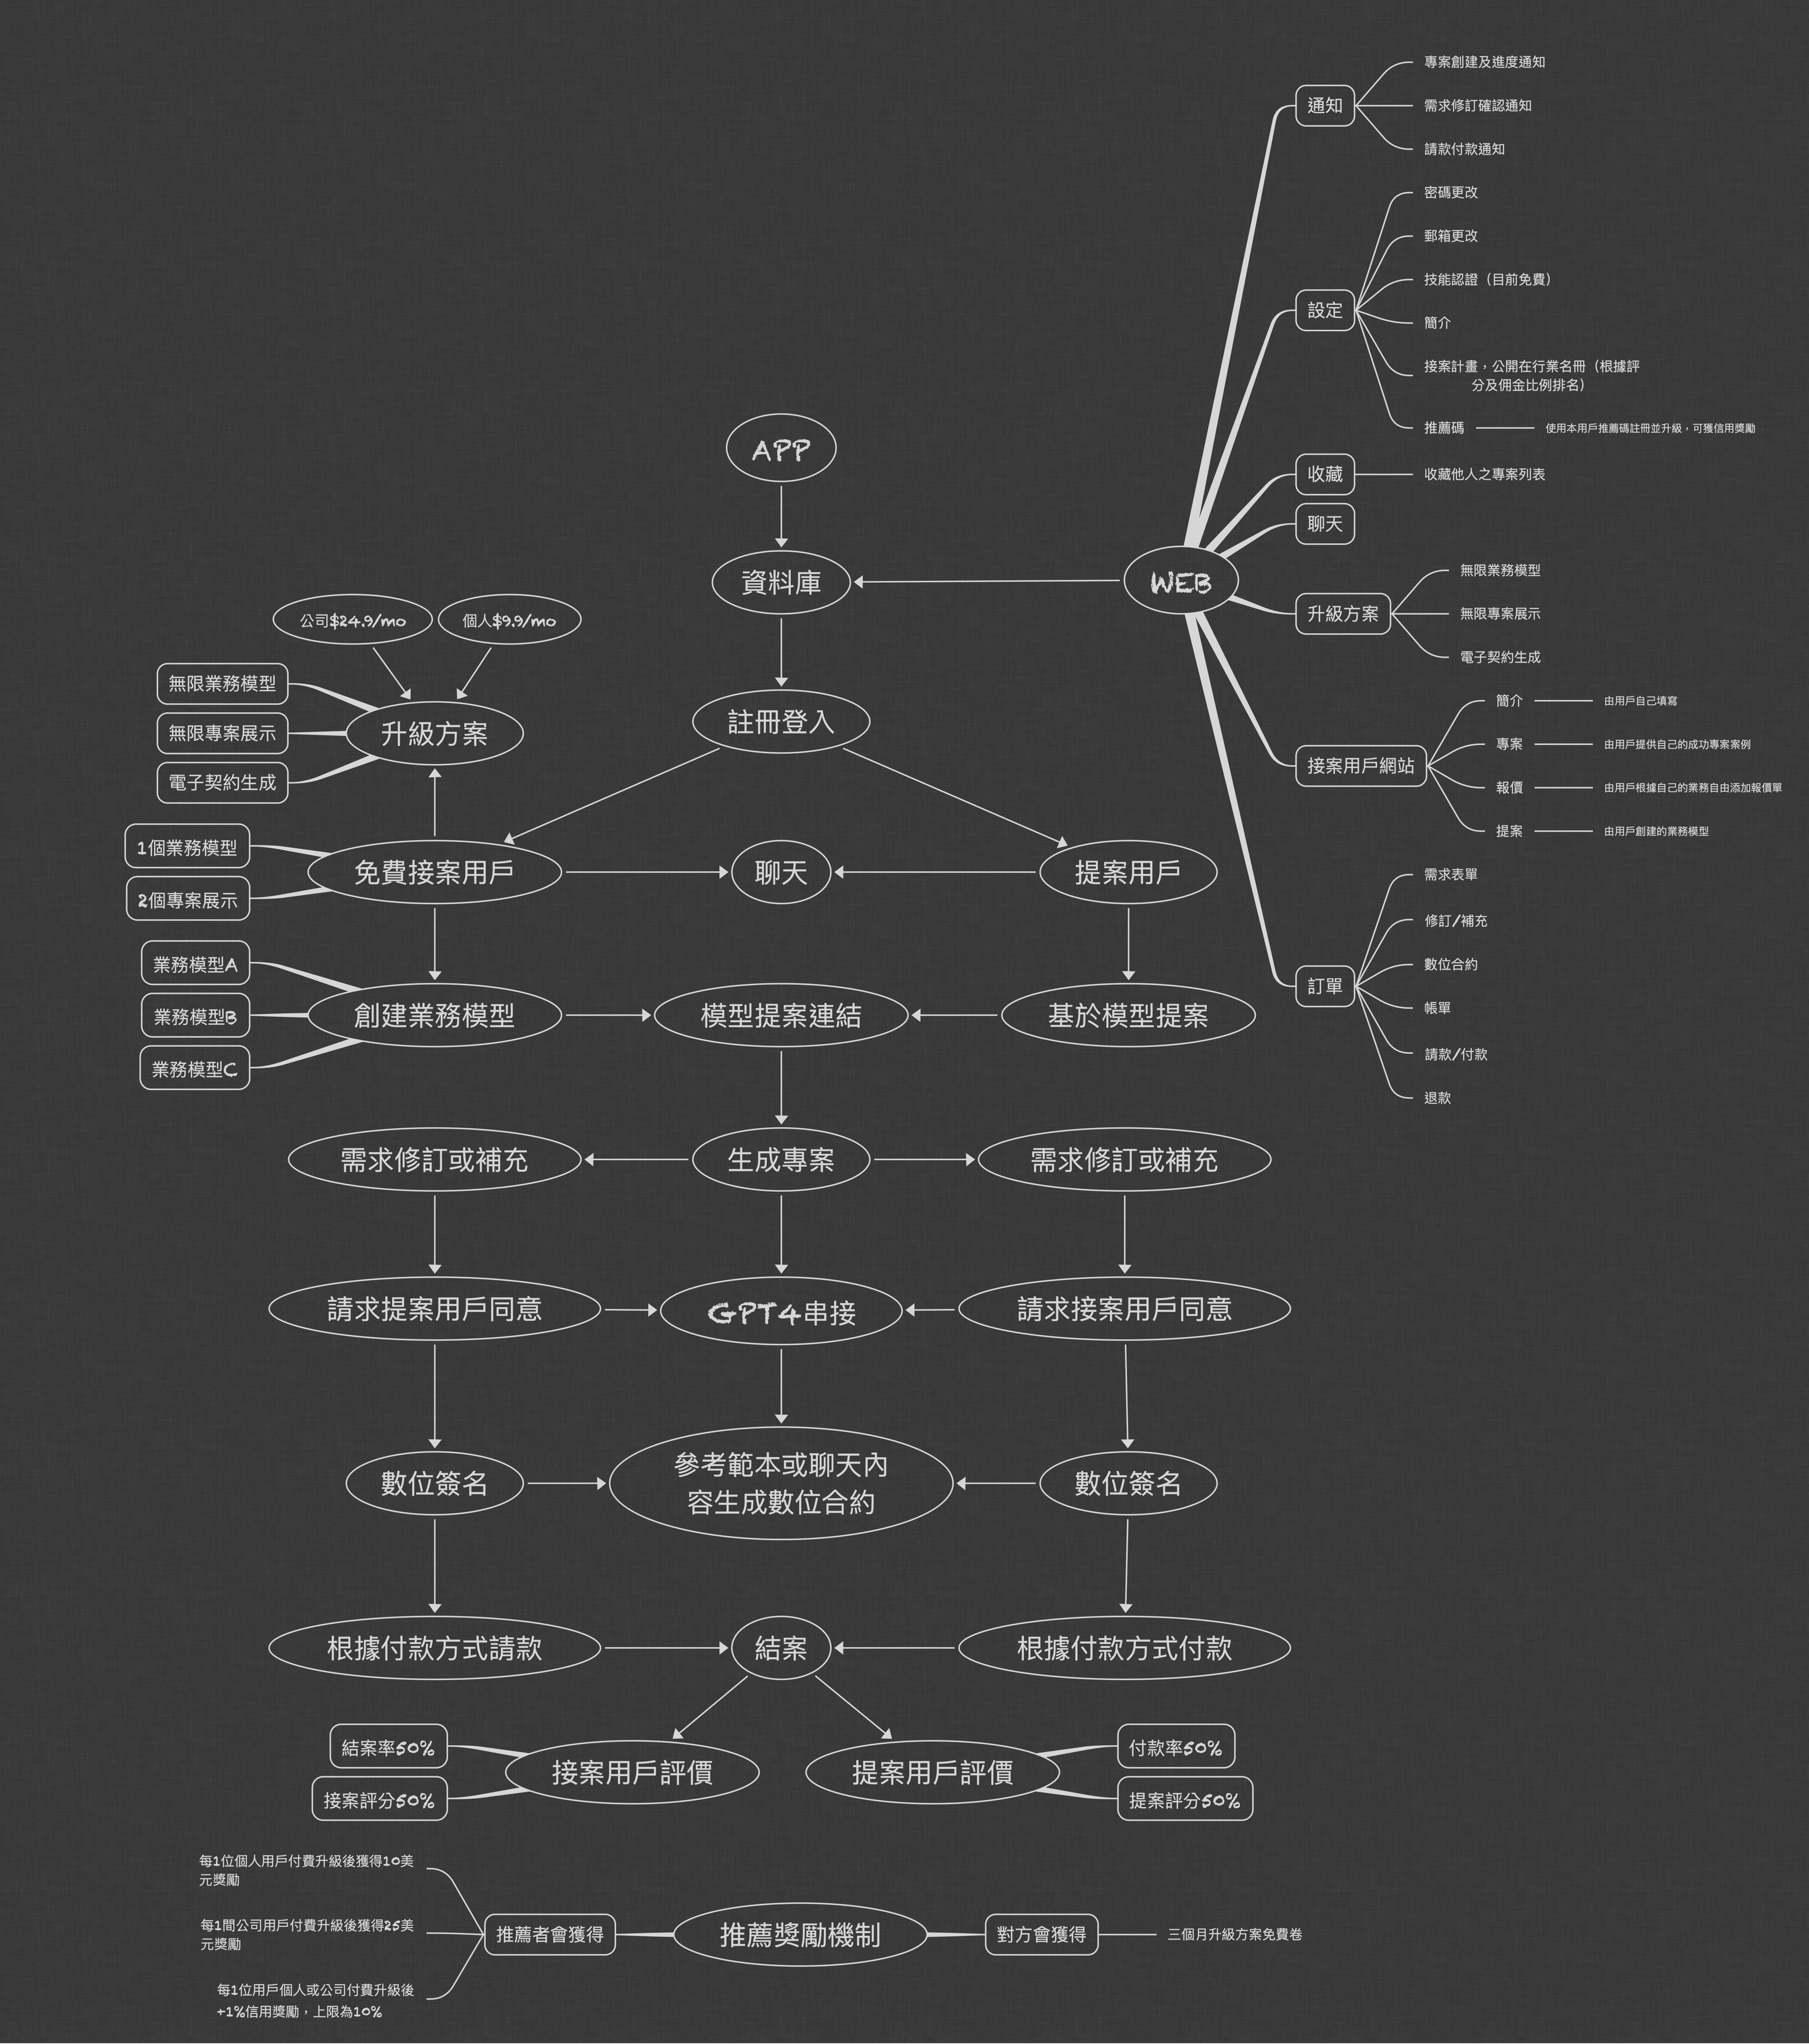 專案創建及進度通知
通知
需求修訂確認通知
請款付款通知
密碼更改
郵箱更改
技能認證（目前免費）
設定
簡介
接案計畫，公開在行業名冊（根據評
分及佣金比例排名）
推薦碼
使用本用戶推薦碼註冊並升級，可獲信用獎勵
收藏
收藏他人之專案列表
聊天
APP
資料庫
WEB
無限業務模型
升級方案
無限專案展示
電子契約生成
簡介
由用戶自己填寫
專案
由用戶提供自己的成功專案案例
接案用戶網站
報價
由用戶根據自己的業務自由添加報價單
提案
由用戶創建的業務模型
需求表單
修訂/補充
數位合約
訂單
帳單
請款/付款
退款
公司$24.9/mo
個人$9.9/mo
無限業務模型
無限專案展示
電子契約生成
升級方案
註冊登入
1個業務模型
2個專案展示
免費接案用戶
聊天
提案用戶
業務模型A
業務模型B
業務模型C
創建業務模型
模型提案連結
基於模型提案
需求修訂或補充
生成專案
需求修訂或補充
請求提案用戶同意
GPT4串接
請求接案用戶同意
數位簽名
參考範本或聊天內
容生成數位合約
數位簽名
根據付款方式請款
結案
根據付款方式付款
結案率50%
接案評分50%
接案用戶評價
提案用戶評價
付款率50%
提案評分50%
每1位個人用戶付費升級後獲得10美
元獎勵
每1間公司用戶付費升級後獲得25美
元獎勵
每1位用戶個人或公司付費升級後
+1%信用獎勵，上限為10%
推薦者會獲得
推薦獎勵機制
對方會獲得
三個月升級方案免費卷